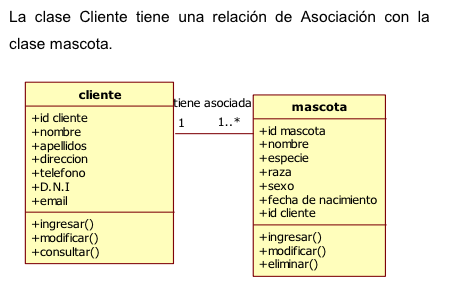 La clase Cliente tiene una relación de Asociación con la
clase mascota.
cliente
+id cliente
+nombre
+apellidos
+direccion
+telefono
+D.N.I
+email
+ingresar()
+modificar()
+consultar()
tiene asociada
1 1..*
mascota
+id mascota
+nombre
+especie
+raza
+sexo
+fecha de nacimiento
+id cliente
+ingresar()
+modificar()
+eliminar()